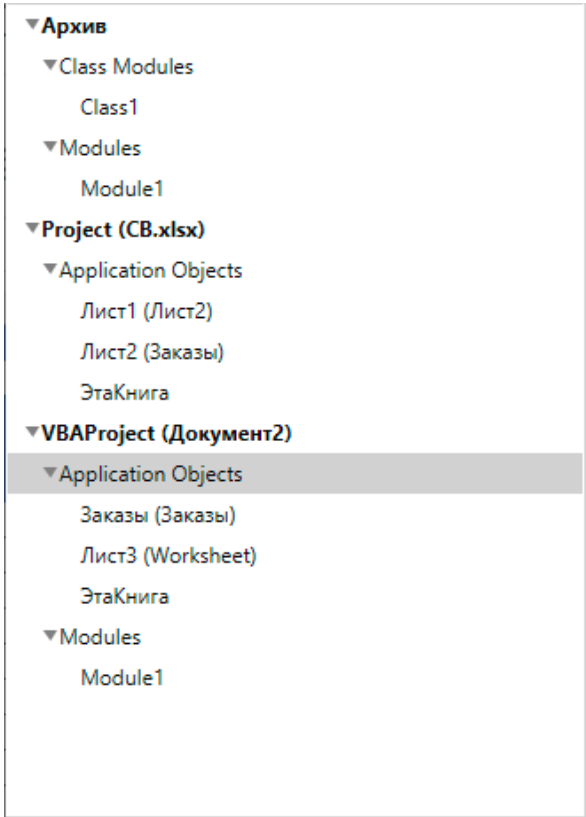 Архив
Class Modules
Class1
Modules
Module1
Project (СВ.xlsx)
Application Objects
Лист1 (Лист2)
Лист2 (Заказы)
ЭтаКнига
VBAProject (Документ2)
Application Objects
Заказы (Заказы)
Лист3 (Worksheet)
ЭтаКнига
Modules
Module1